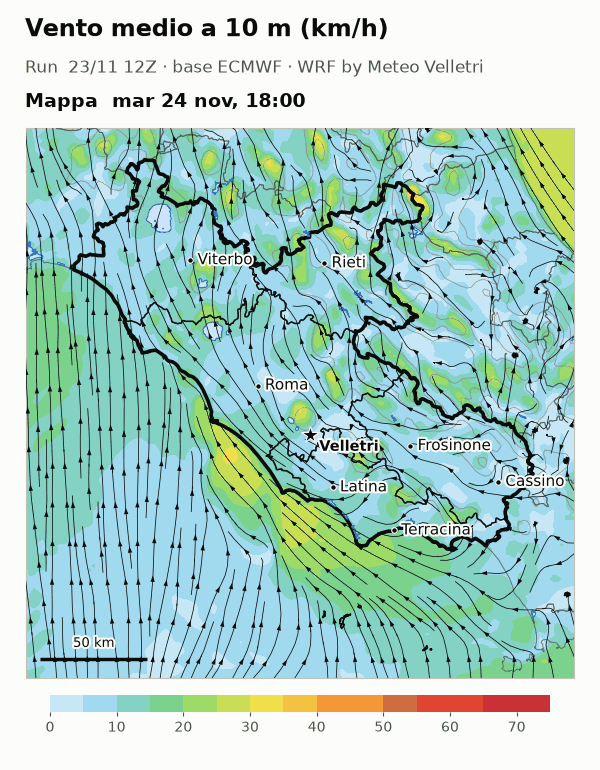 Vento medio a 10 m (km/h)
Run  23/11 12Z · base ECMWF · WRF by Meteo Velletri
Mappa  mar 24 nov, 18:00
Viterbo
Rieti
Roma
Velletri
Frosinone
Cassino
Latina
Terracina
50 km
0 10 20 30 40 50 60 70